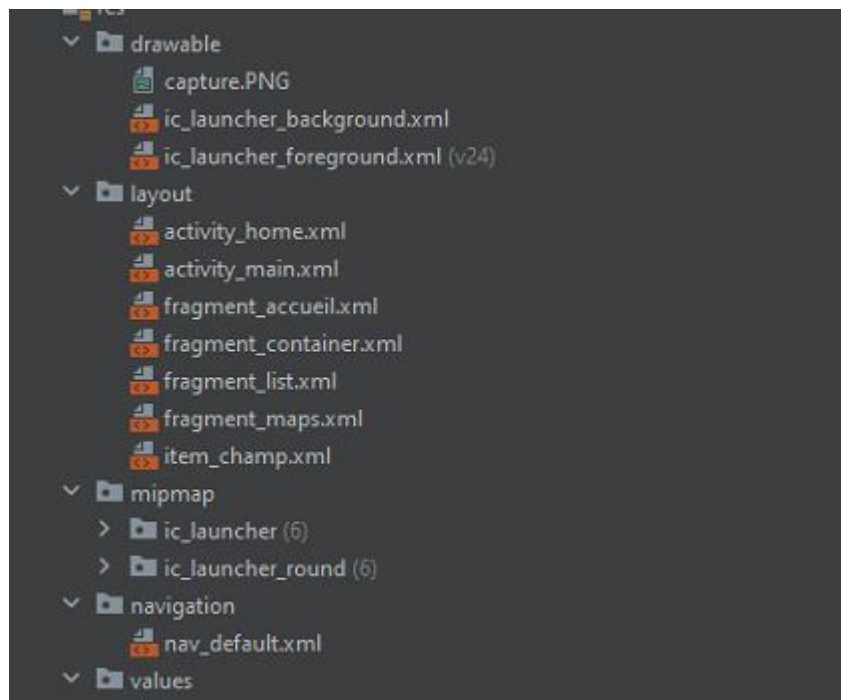 drawable
capture.PNG
ic_launcher_background.xml
ic_launcher_foreground.xml (v24)
layout
activity_home.xml
activity_main.xml
fragment_accueil.xml
fragment_container.xml
fragment_list.xml
fragment_maps.xml
item_champ.xml
mipmap
ic_launcher (6)
ic_launcher_round (6)
navigation
nav_default.xml
values